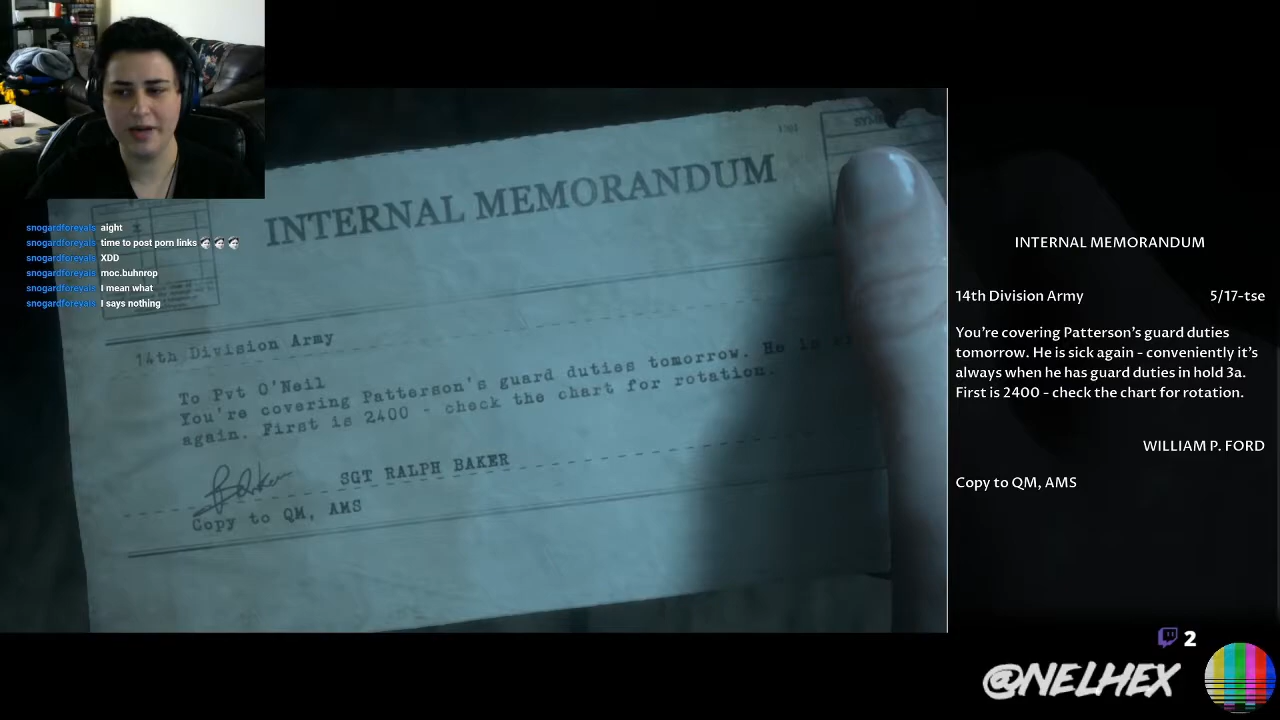 snogardforeyals aight
snogardforeyals time to post porn links
snogardforeyals XDD
snogardforeyals moc.buhnrop
snogardforeyals I mean what
snogardforeyals I says nothing
1201
INTERNAL MEMORANDUM
14th Division Army
To Pvt O'Neil
You're covering Patterson's guard duties tomorrow. He is
again. First is 2400 - check the chart for rotation.
SGT RALPH BAKER
Copy to QM, AMS
INTERNAL MEMORANDUM
14th Division Army 5/17-tse
You're covering Patterson's guard duties
tomorrow. He is sick again - conveniently it's
always when he has guard duties in hold 3a.
First is 2400 - check the chart for rotation.
WILLIAM P. FORD
Copy to QM, AMS
2
@NELHEX